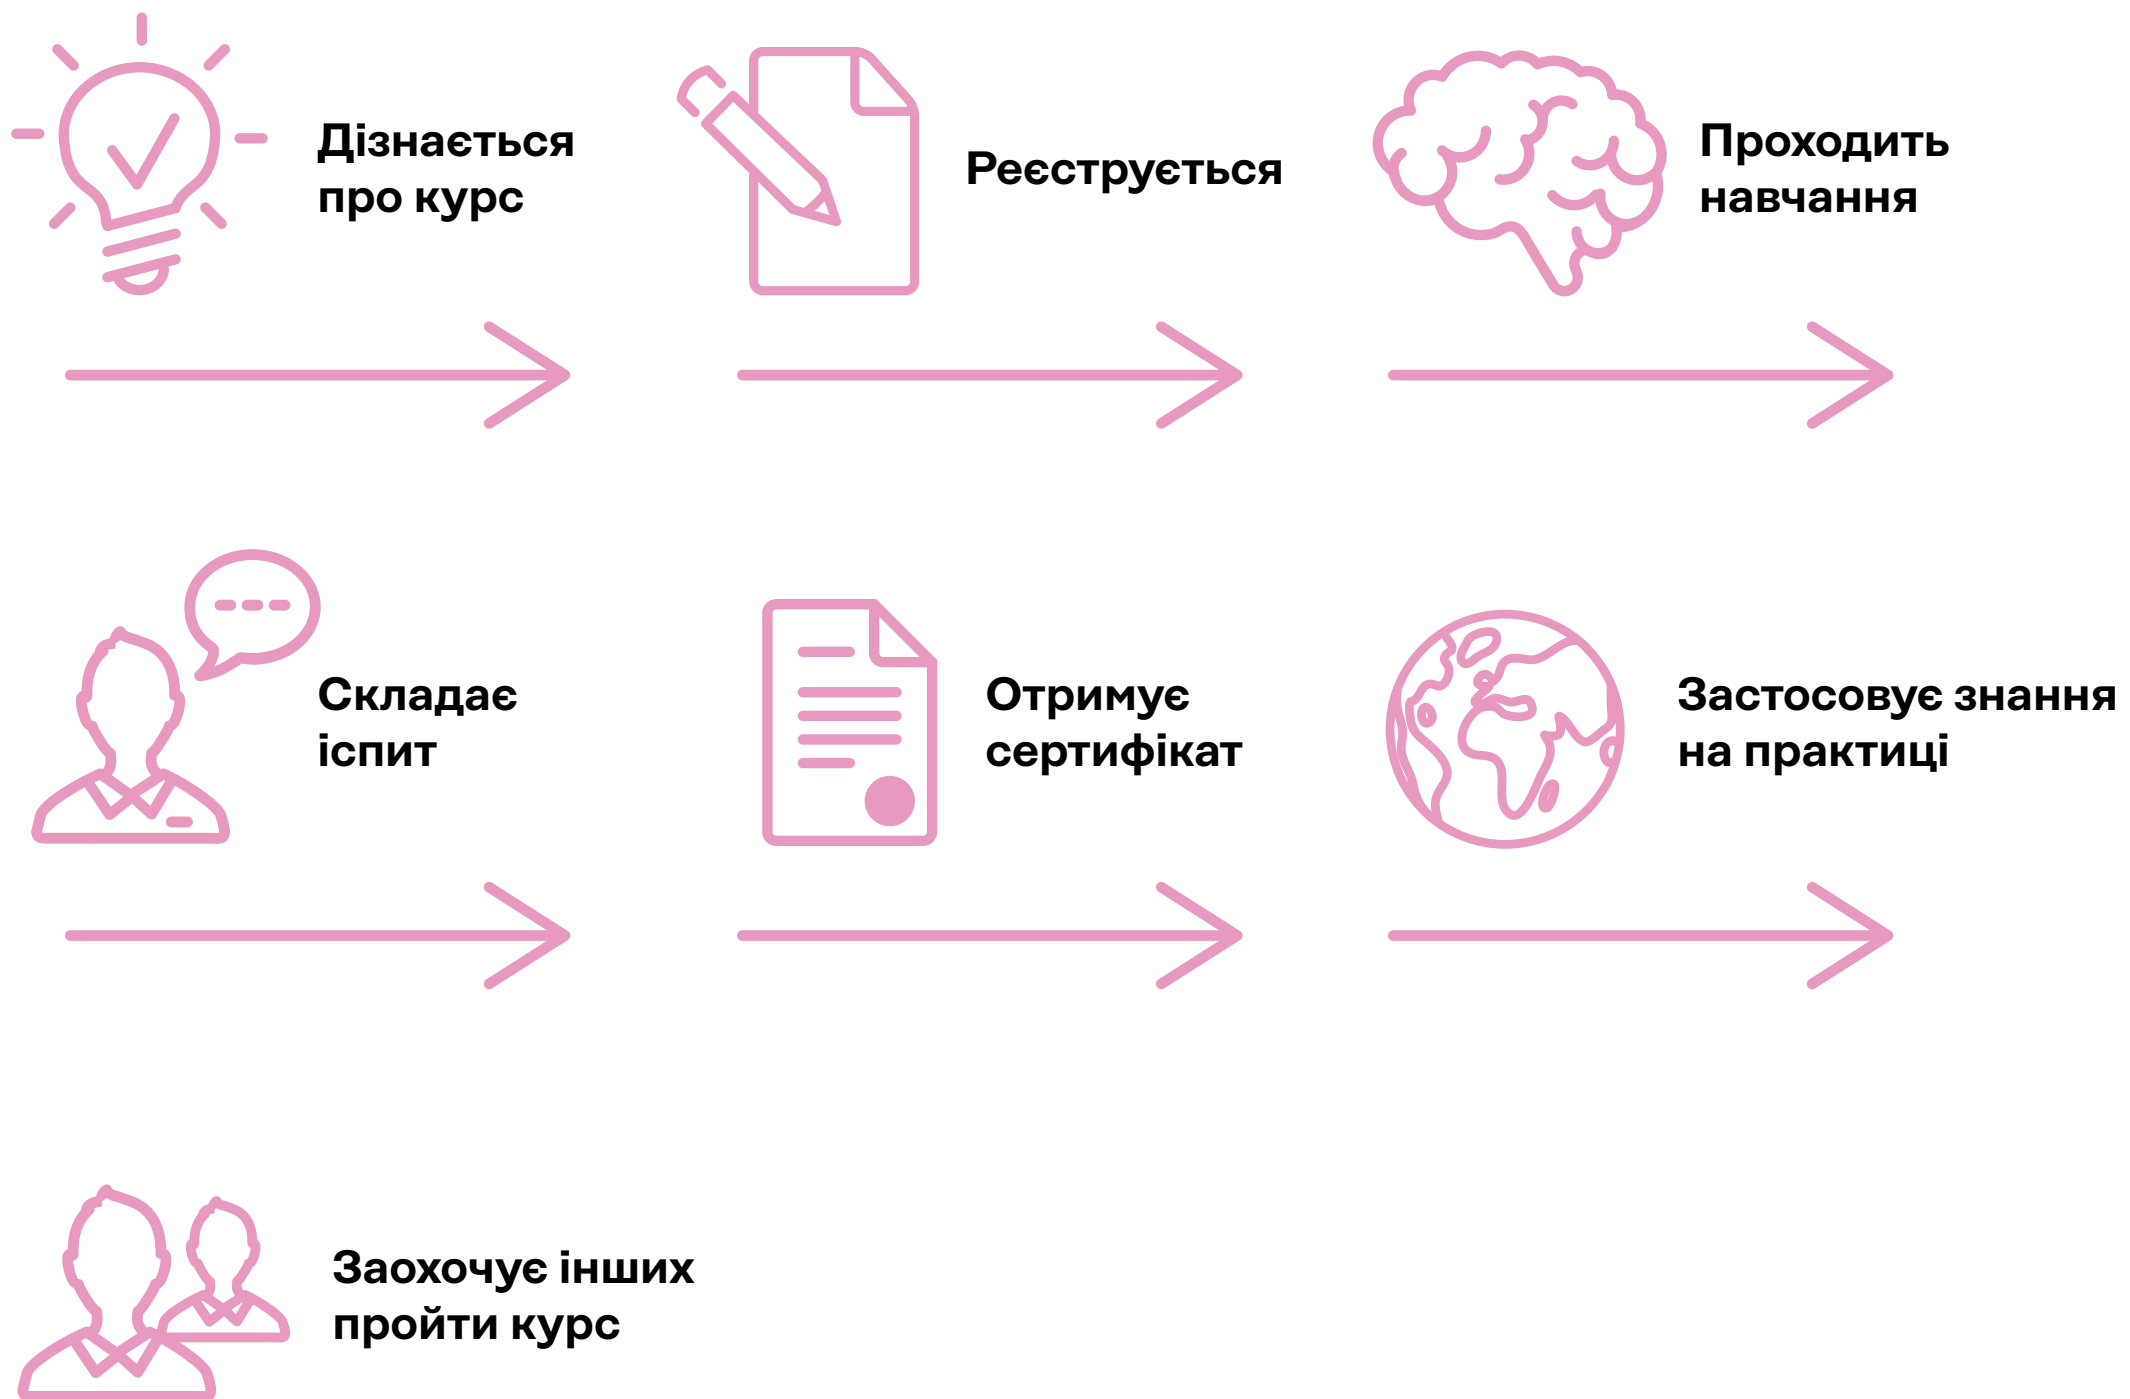 Дізнається
про курс
Реєструється
Проходить
навчання
Складає
іспит
Отримує
сертифікат
Застосовує знання
на практиці
Заохочує інших
пройти курс